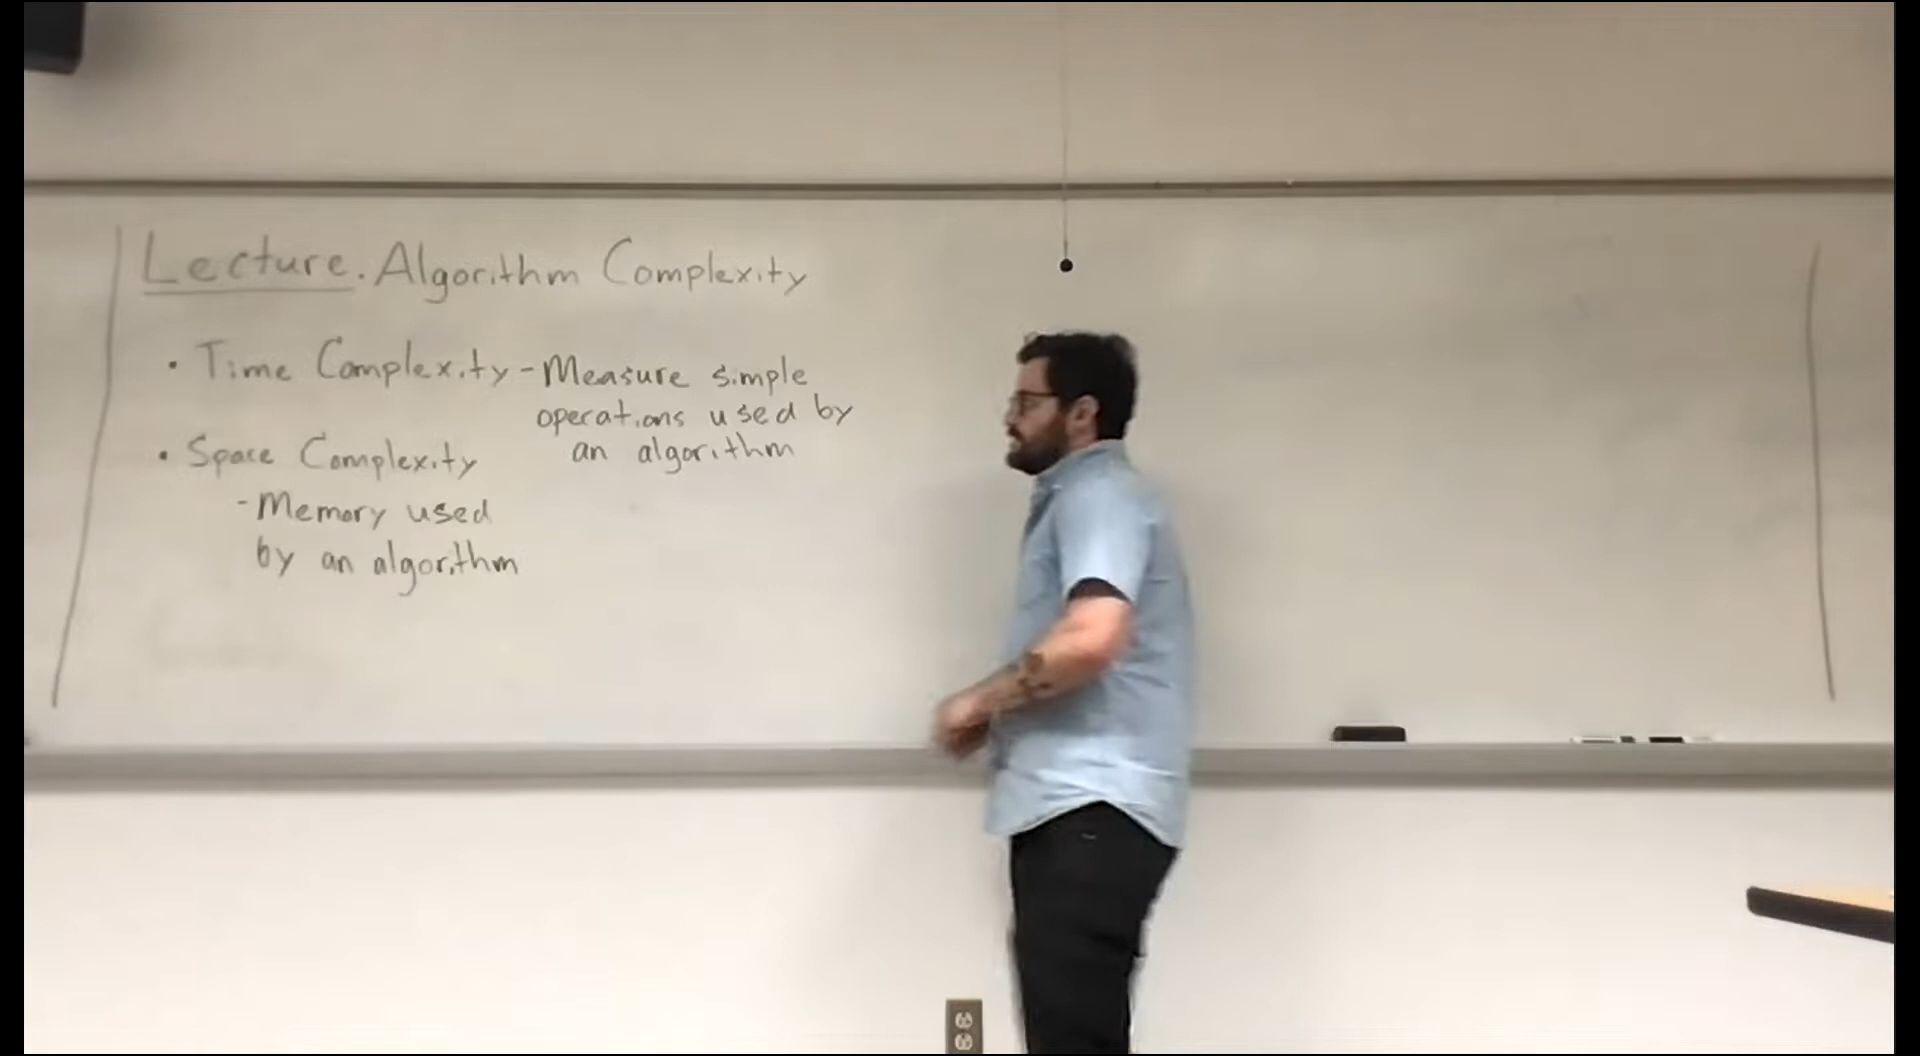 Lecture. Algorithm Complexity
• Time Complexity - Measure simple
operations used by
an algorithm
• Space Complexity
- Memory used
by an algorithm